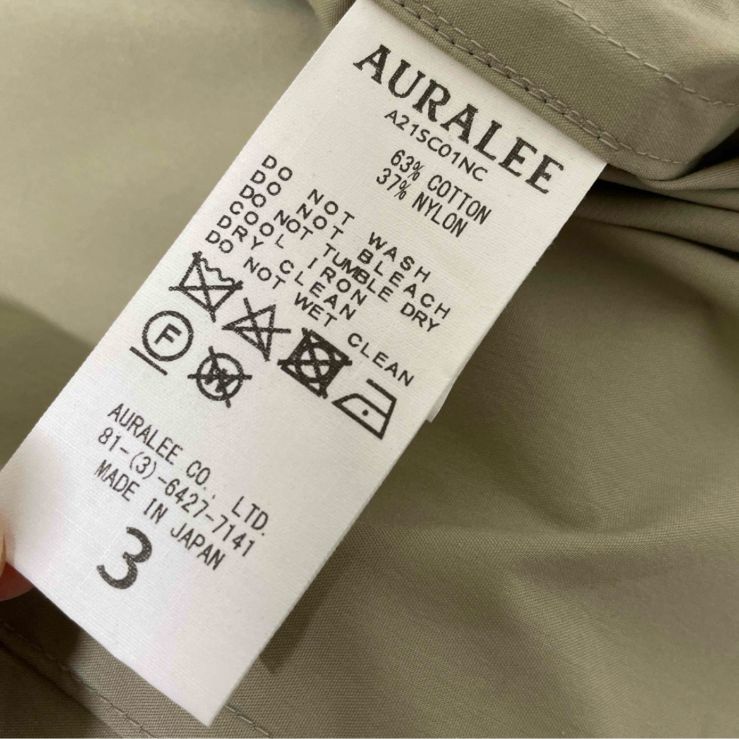 AURALEE
A21SC01NC
63% COTTON
37% NYLON
DO NOT WASH
DO NOT BLEACH
DO NOT TUMBLE DRY
COOL IRON
DRY CLEAN
DO NOT WET CLEAN
F
W
AURALEE CO., LTD.
81-(3)-6427-7141
MADE IN JAPAN
3